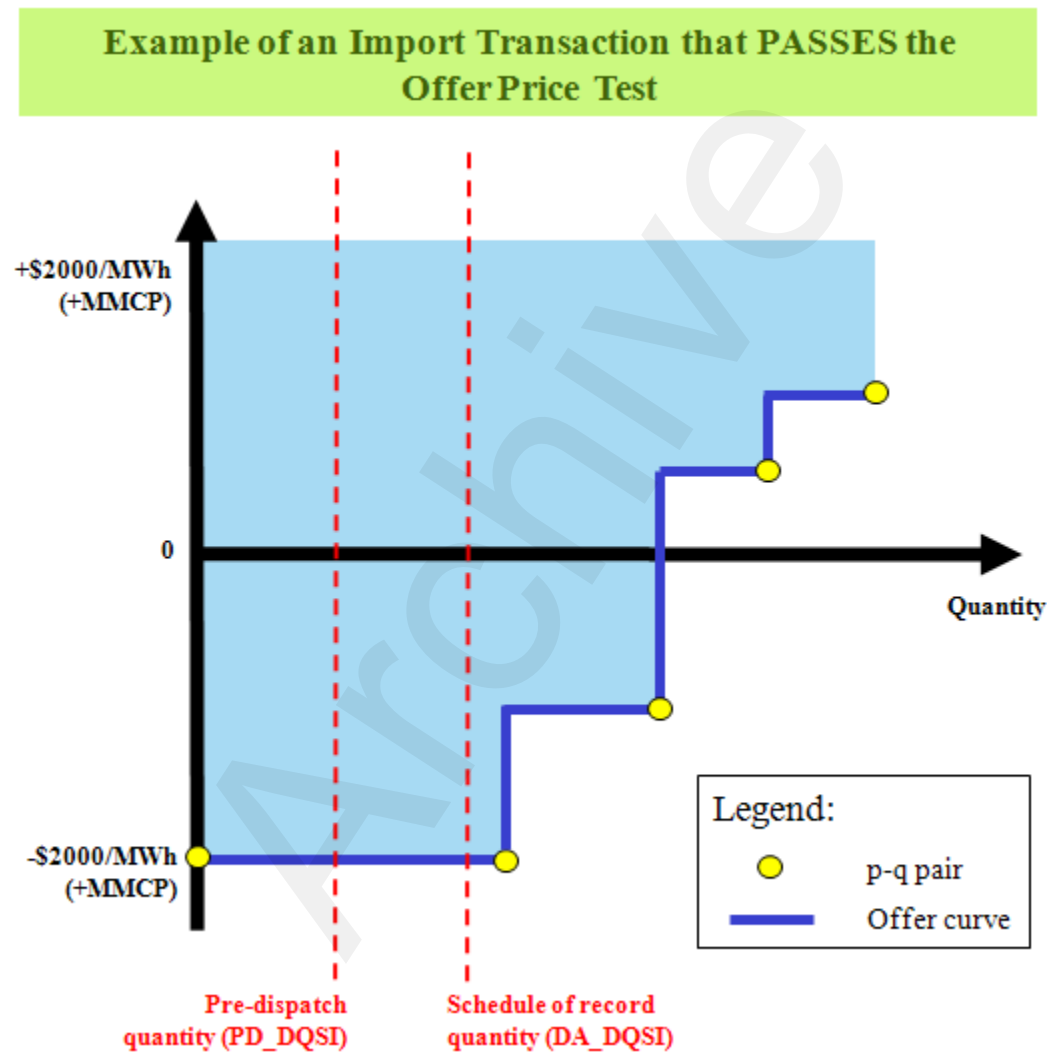 Example of an Import Transaction that PASSES the
Offer Price Test
+$2000/MWh
(+MMCP)
0
Quantity
-$2000/MWh
(+MMCP)
Legend:
p-q pair
Offer curve
Pre-dispatch
quantity (PD_DQSI)
Schedule of record
quantity (DA_DQSI)
Archive